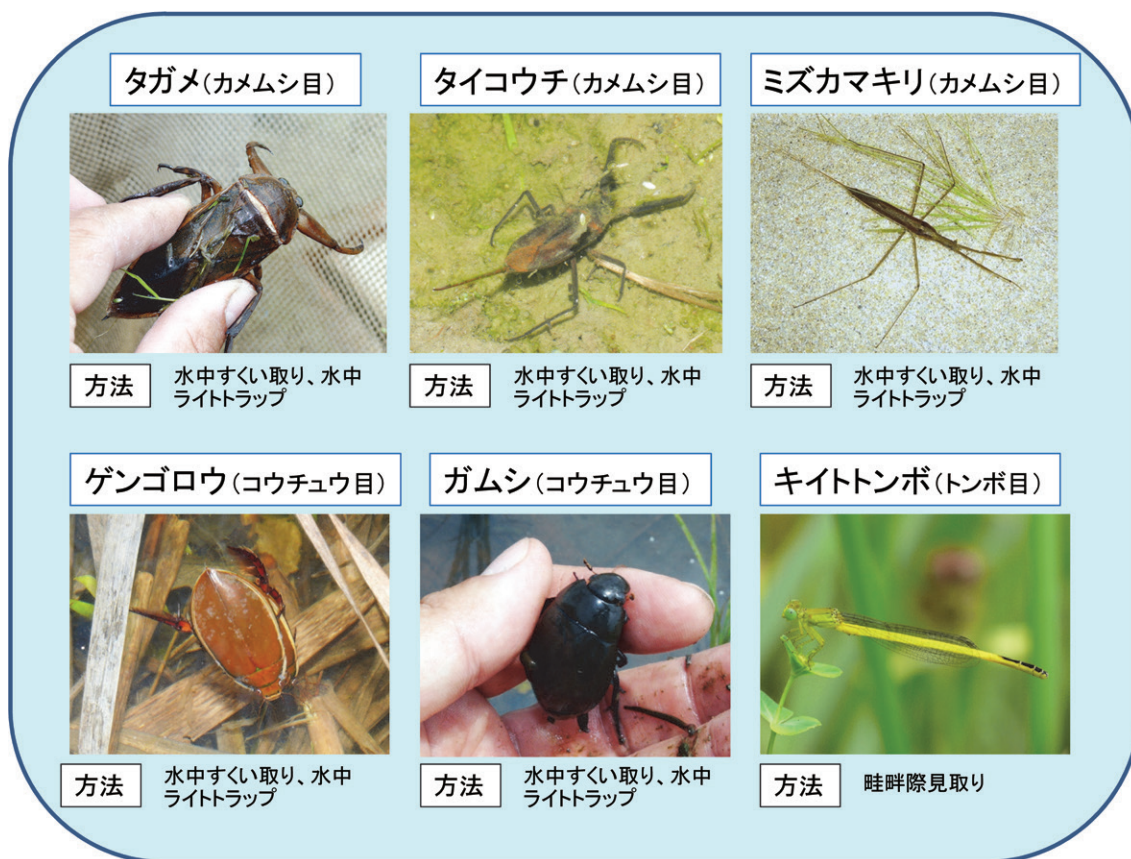 タガメ(カメムシ目)
タイコウチ(カメムシ目)
ミズカマキリ(カメムシ目)
方法
水中すくい取り、水中
ライトトラップ
方法
水中すくい取り、水中
ライトトラップ
方法
水中すくい取り、水中
ライトトラップ
ゲンゴロウ(コウチュウ目)
ガムシ(コウチュウ目)
キイトトンボ(トンボ目)
方法
水中すくい取り、水中
ライトトラップ
方法
水中すくい取り、水中
ライトトラップ
方法
畦畔際見取り